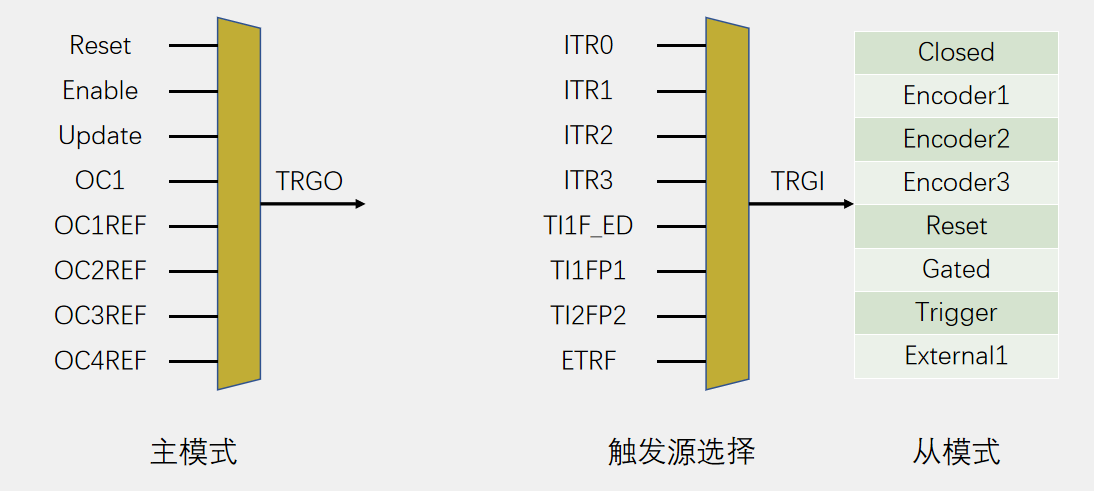 Reset
Enable
Update
OC1
OC1REF
OC2REF
OC3REF
OC4REF
TRGO
主模式
ITR0
ITR1
ITR2
ITR3
TI1F_ED
TI1FP1
TI2FP2
ETRF
TRGI
触发源选择
Closed
Encoder1
Encoder2
Encoder3
Reset
Gated
Trigger
External1
从模式